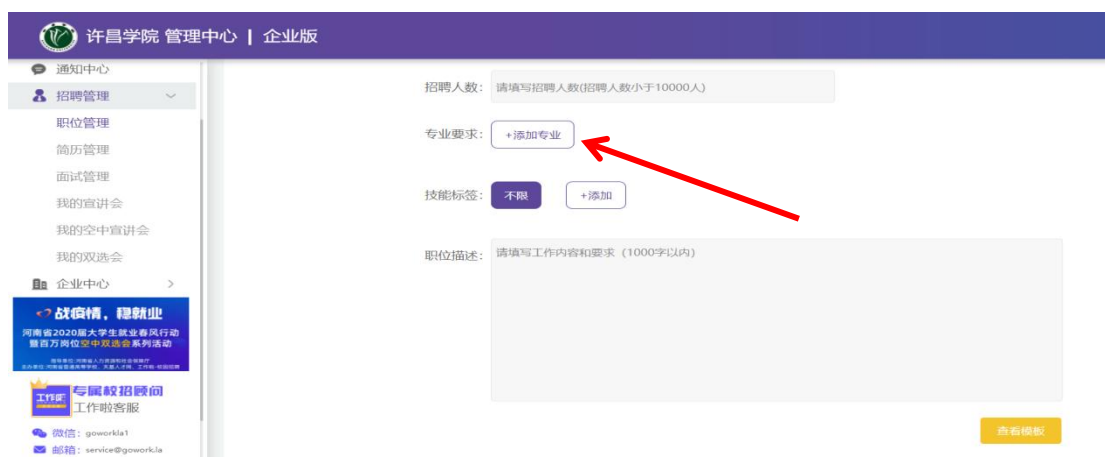 许昌学院 管理中心 | 企业版
通知中心
招聘管理
职位管理
简历管理
面试管理
我的宣讲会
我的空中宣讲会
我的双选会
企业中心
战疫情，稳就业
河南省2020届大学生就业春风行动
暨百万岗位空中双选会系列活动
专属校招顾问
工作啦客服
微信：goworkla1
邮箱：service@gowork.la
招聘人数： 请填写招聘人数(招聘人数小于10000人)
专业要求： +添加专业
技能标签： 不限 +添加
职位描述： 请填写工作内容和要求（1000字以内）
查看模板